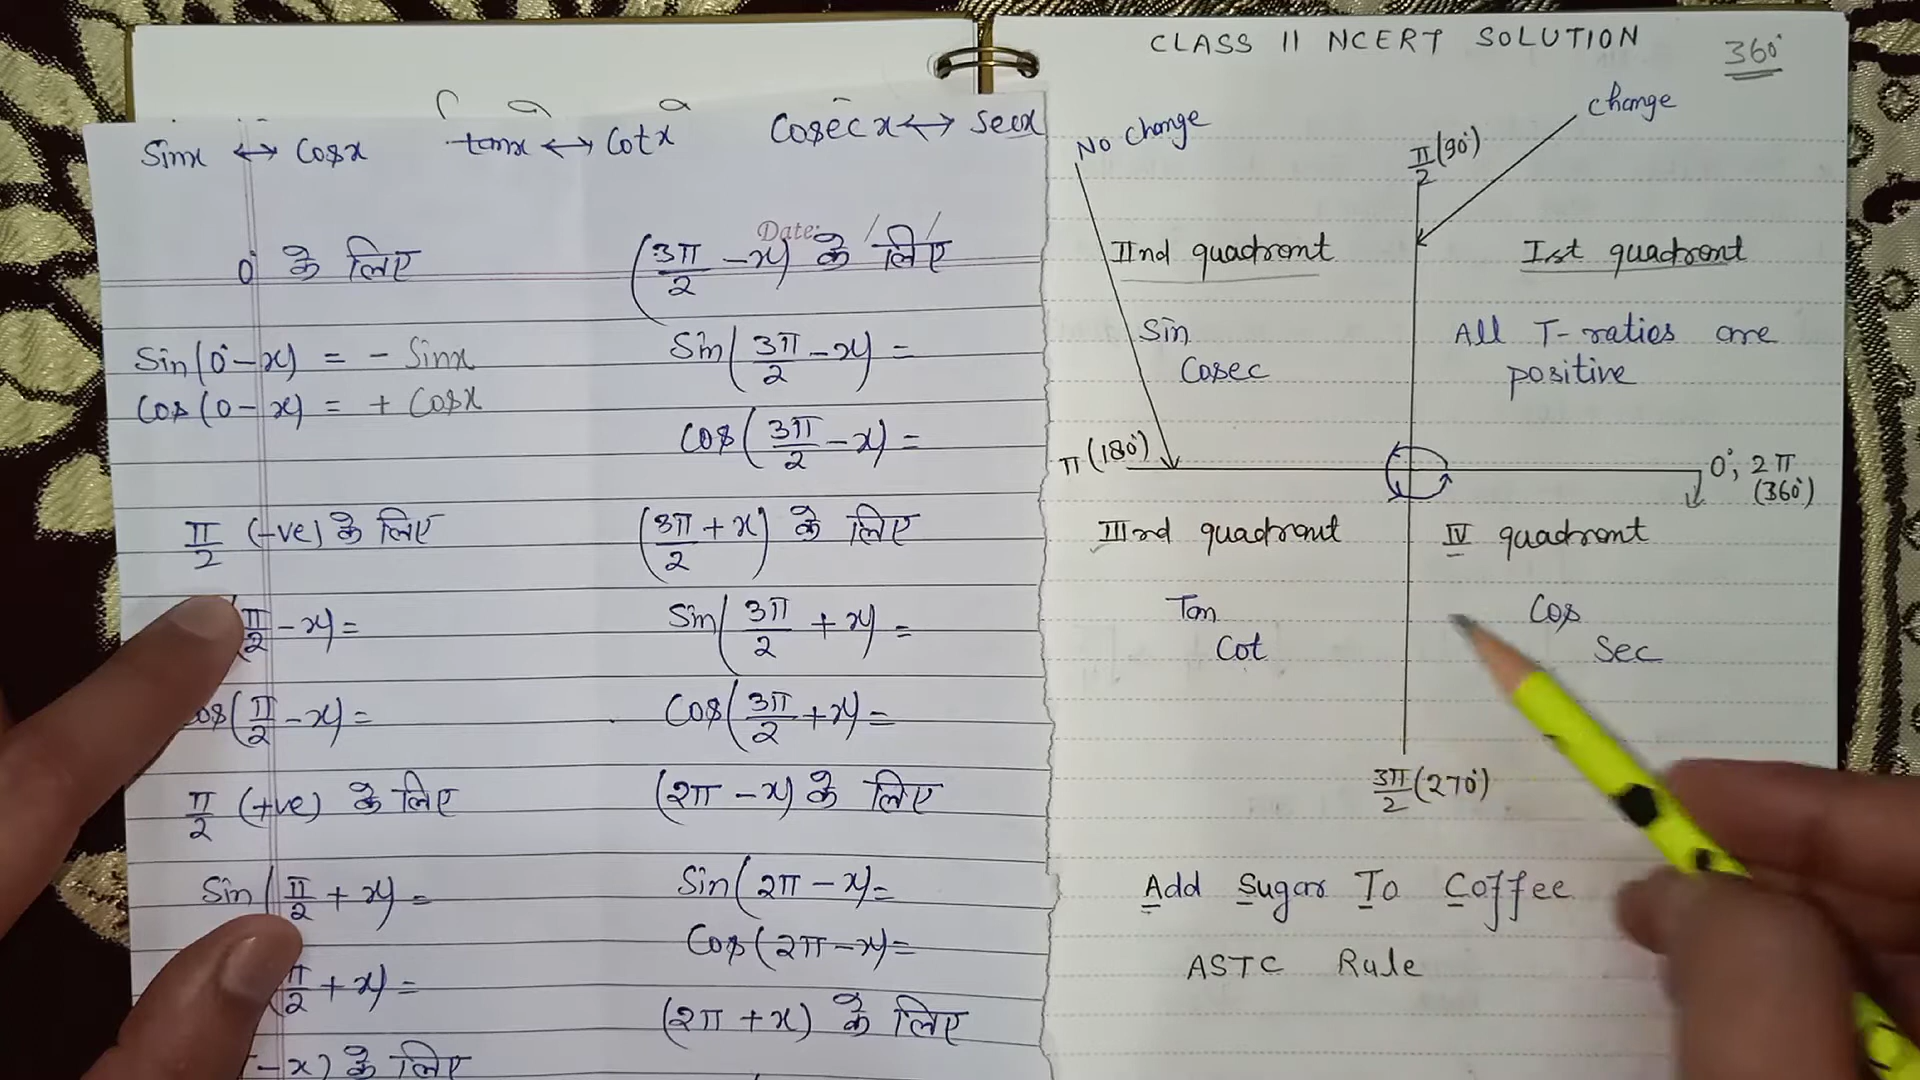 Sinx ↔ Cosx tanx ↔ Cotx Cosecx ↔ secx
Date: / /
0° के लिए
Sin(0°-x) = - Sinx
Cos(0-x) = + Cosx
π/2 (-ve) के लिए
(π/2 - x) =
Cos(π/2 - x) =
π/2 (+ve) के लिए
Sin(π/2 + x) =
π/2 + x) =
- x) के लिए
(3π/2 - x) के लिए
Sin(3π/2 - x) =
Cos(3π/2 - x) =
(3π/2 + x) के लिए
Sin(3π/2 + x) =
Cos(3π/2 + x) =
(2π - x) के लिए
Sin(2π - x) =
Cos(2π - x) =
(2π + x) के लिए
CLASS 11 NCERT SOLUTION
360°
No change
change
π/2 (90°)
IInd quadrant
Ist quadrant
Sin
Cosec
All T-ratios are
positive
π (180°)
0°, 2π
(360°)
IIIrd quadrant
IV quadrant
Tan
Cot
Cos
Sec
3π/2 (270°)
Add Sugar To Coffee
ASTC Rule